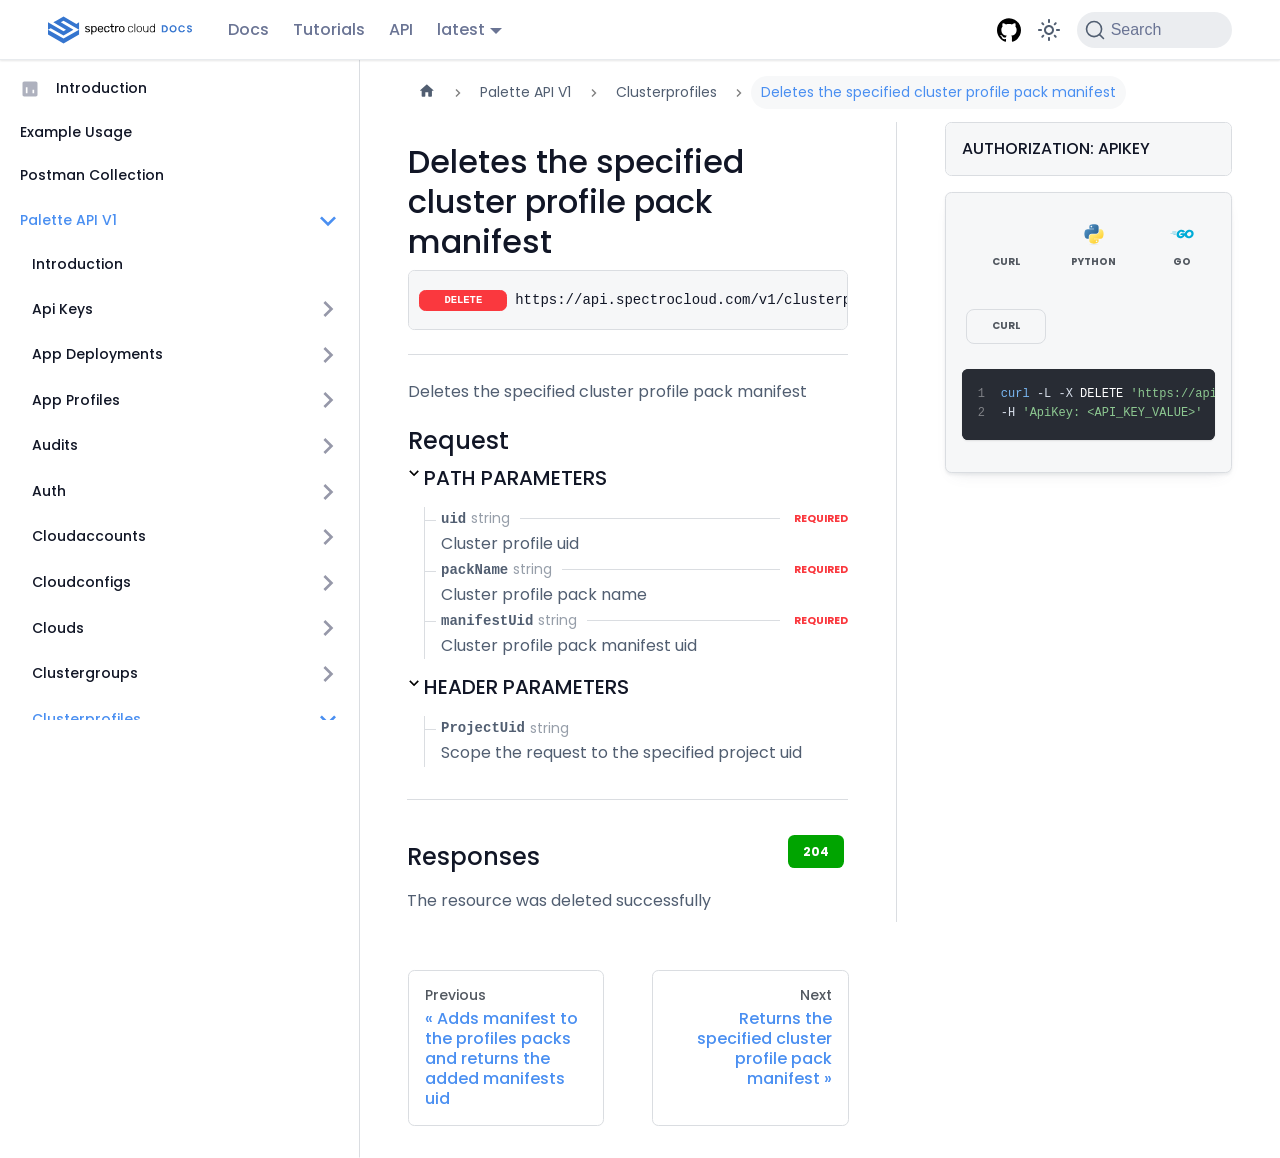 spectro cloud DOCS
Docs
Tutorials
API
latest
Search
Introduction
Example Usage
Postman Collection
Palette API V1
Introduction
Api Keys
App Deployments
App Profiles
Audits
Auth
Cloudaccounts
Cloudconfigs
Clouds
Clustergroups
Clusterprofiles
Palette API V1
Clusterprofiles
Deletes the specified cluster profile pack manifest
Deletes the specified
cluster profile pack
manifest
DELETE https://api.spectrocloud.com/v1/clusterp
Deletes the specified cluster profile pack manifest
Request
PATH PARAMETERS
uid string REQUIRED
Cluster profile uid
packName string REQUIRED
Cluster profile pack name
manifestUid string REQUIRED
Cluster profile pack manifest uid
HEADER PARAMETERS
ProjectUid string
Scope the request to the specified project uid
Responses
204
The resource was deleted successfully
Previous
« Adds manifest to
the profiles packs
and returns the
added manifests
uid
Next
Returns the
specified cluster
profile pack
manifest »
AUTHORIZATION: APIKEY
CURL
PYTHON
GO
GO
CURL
1 curl -L -X DELETE 'https://api
2 -H 'ApiKey: <API_KEY_VALUE>'